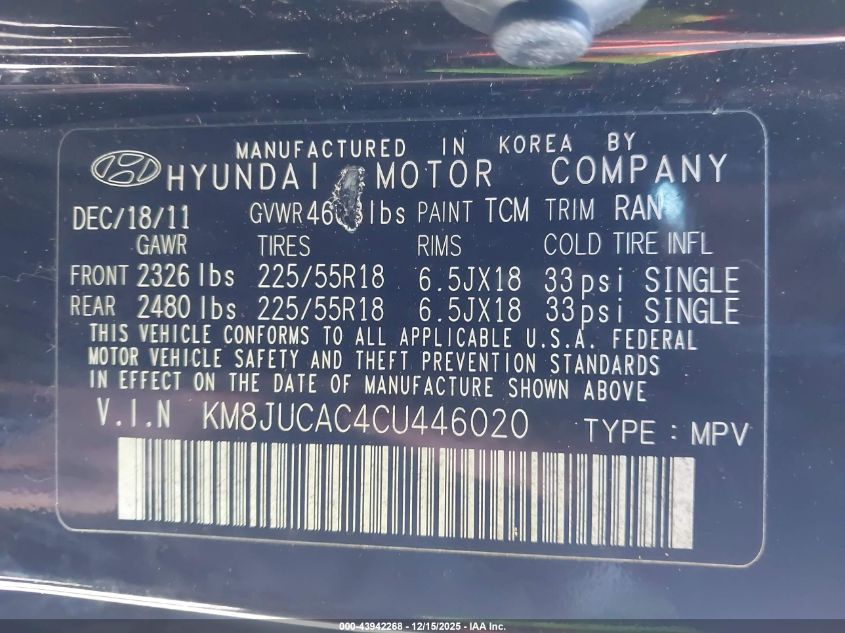 MANUFACTURED IN KOREA BY
HYUNDAI MOTOR COMPANY
DEC/18/11 GVWR lbs PAINT TCM TRIM RAN
GAWR TIRES RIMS COLD TIRE INFL
FRONT 2326 lbs 225/55R18 6.5JX18 33psi SINGLE
REAR 2480 lbs 225/55R18 6.5JX18 33psi SINGLE
THIS VEHICLE CONFORMS TO ALL APPLICABLE U.S.A. FEDERAL
MOTOR VEHICLE SAFETY AND THEFT PREVENTION STANDARDS
IN EFFECT ON THE DATE OF MANUFACTURE SHOWN ABOVE
V.I.N KM8JUCAC4CU446020 TYPE : MPV
000-43942268 - 12/15/2025 - IAA Inc.